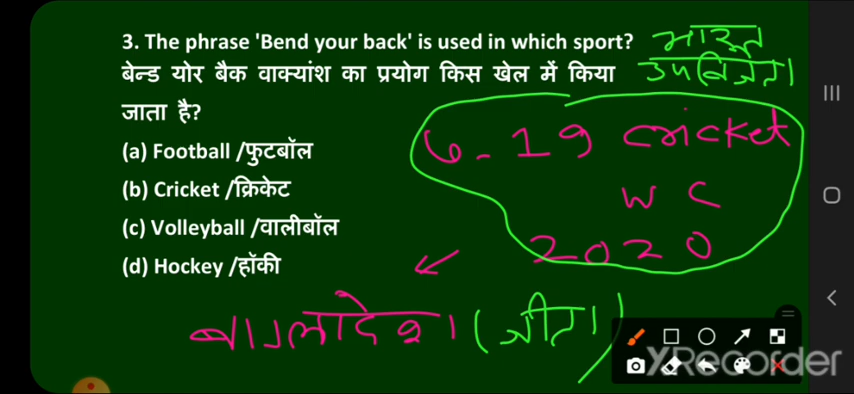 3. The phrase 'Bend your back' is used in which sport?
बेन्ड योर बैक वाक्यांश का प्रयोग किस खेल में किया
जाता है?
(a) Football /फुटबॉल
(b) Cricket /क्रिकेट
(c) Volleyball /वालीबॉल
(d) Hockey /हॉकी
भारत
उपविजेता
U-19 cricket
WC
2020
बांग्लादेश (जीता)
XRecorder